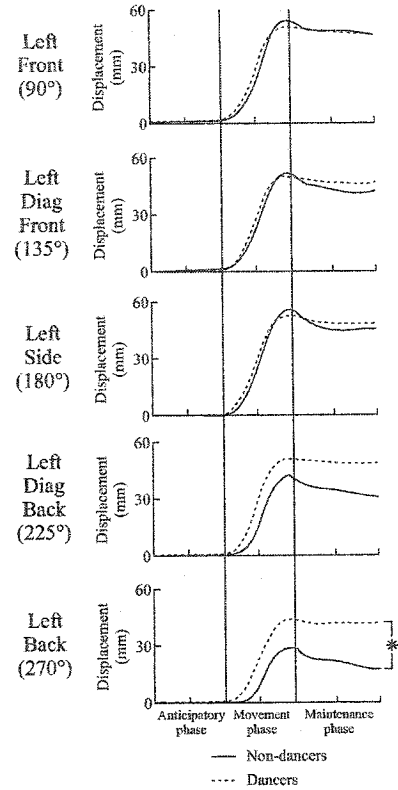 Left
Front
(90°)
Displacement
(mm)
60
30
0
Left
Diag
Front
(135°)
Displacement
(mm)
60
30
0
Left
Side
(180°)
Displacement
(mm)
60
30
0
Left
Diag
Back
(225°)
Displacement
(mm)
60
30
0
Left
Back
(270°)
Displacement
(mm)
60
30
0
*
Anticipatory
phase
Movement
phase
Maintenance
phase
Non-dancers
Dancers